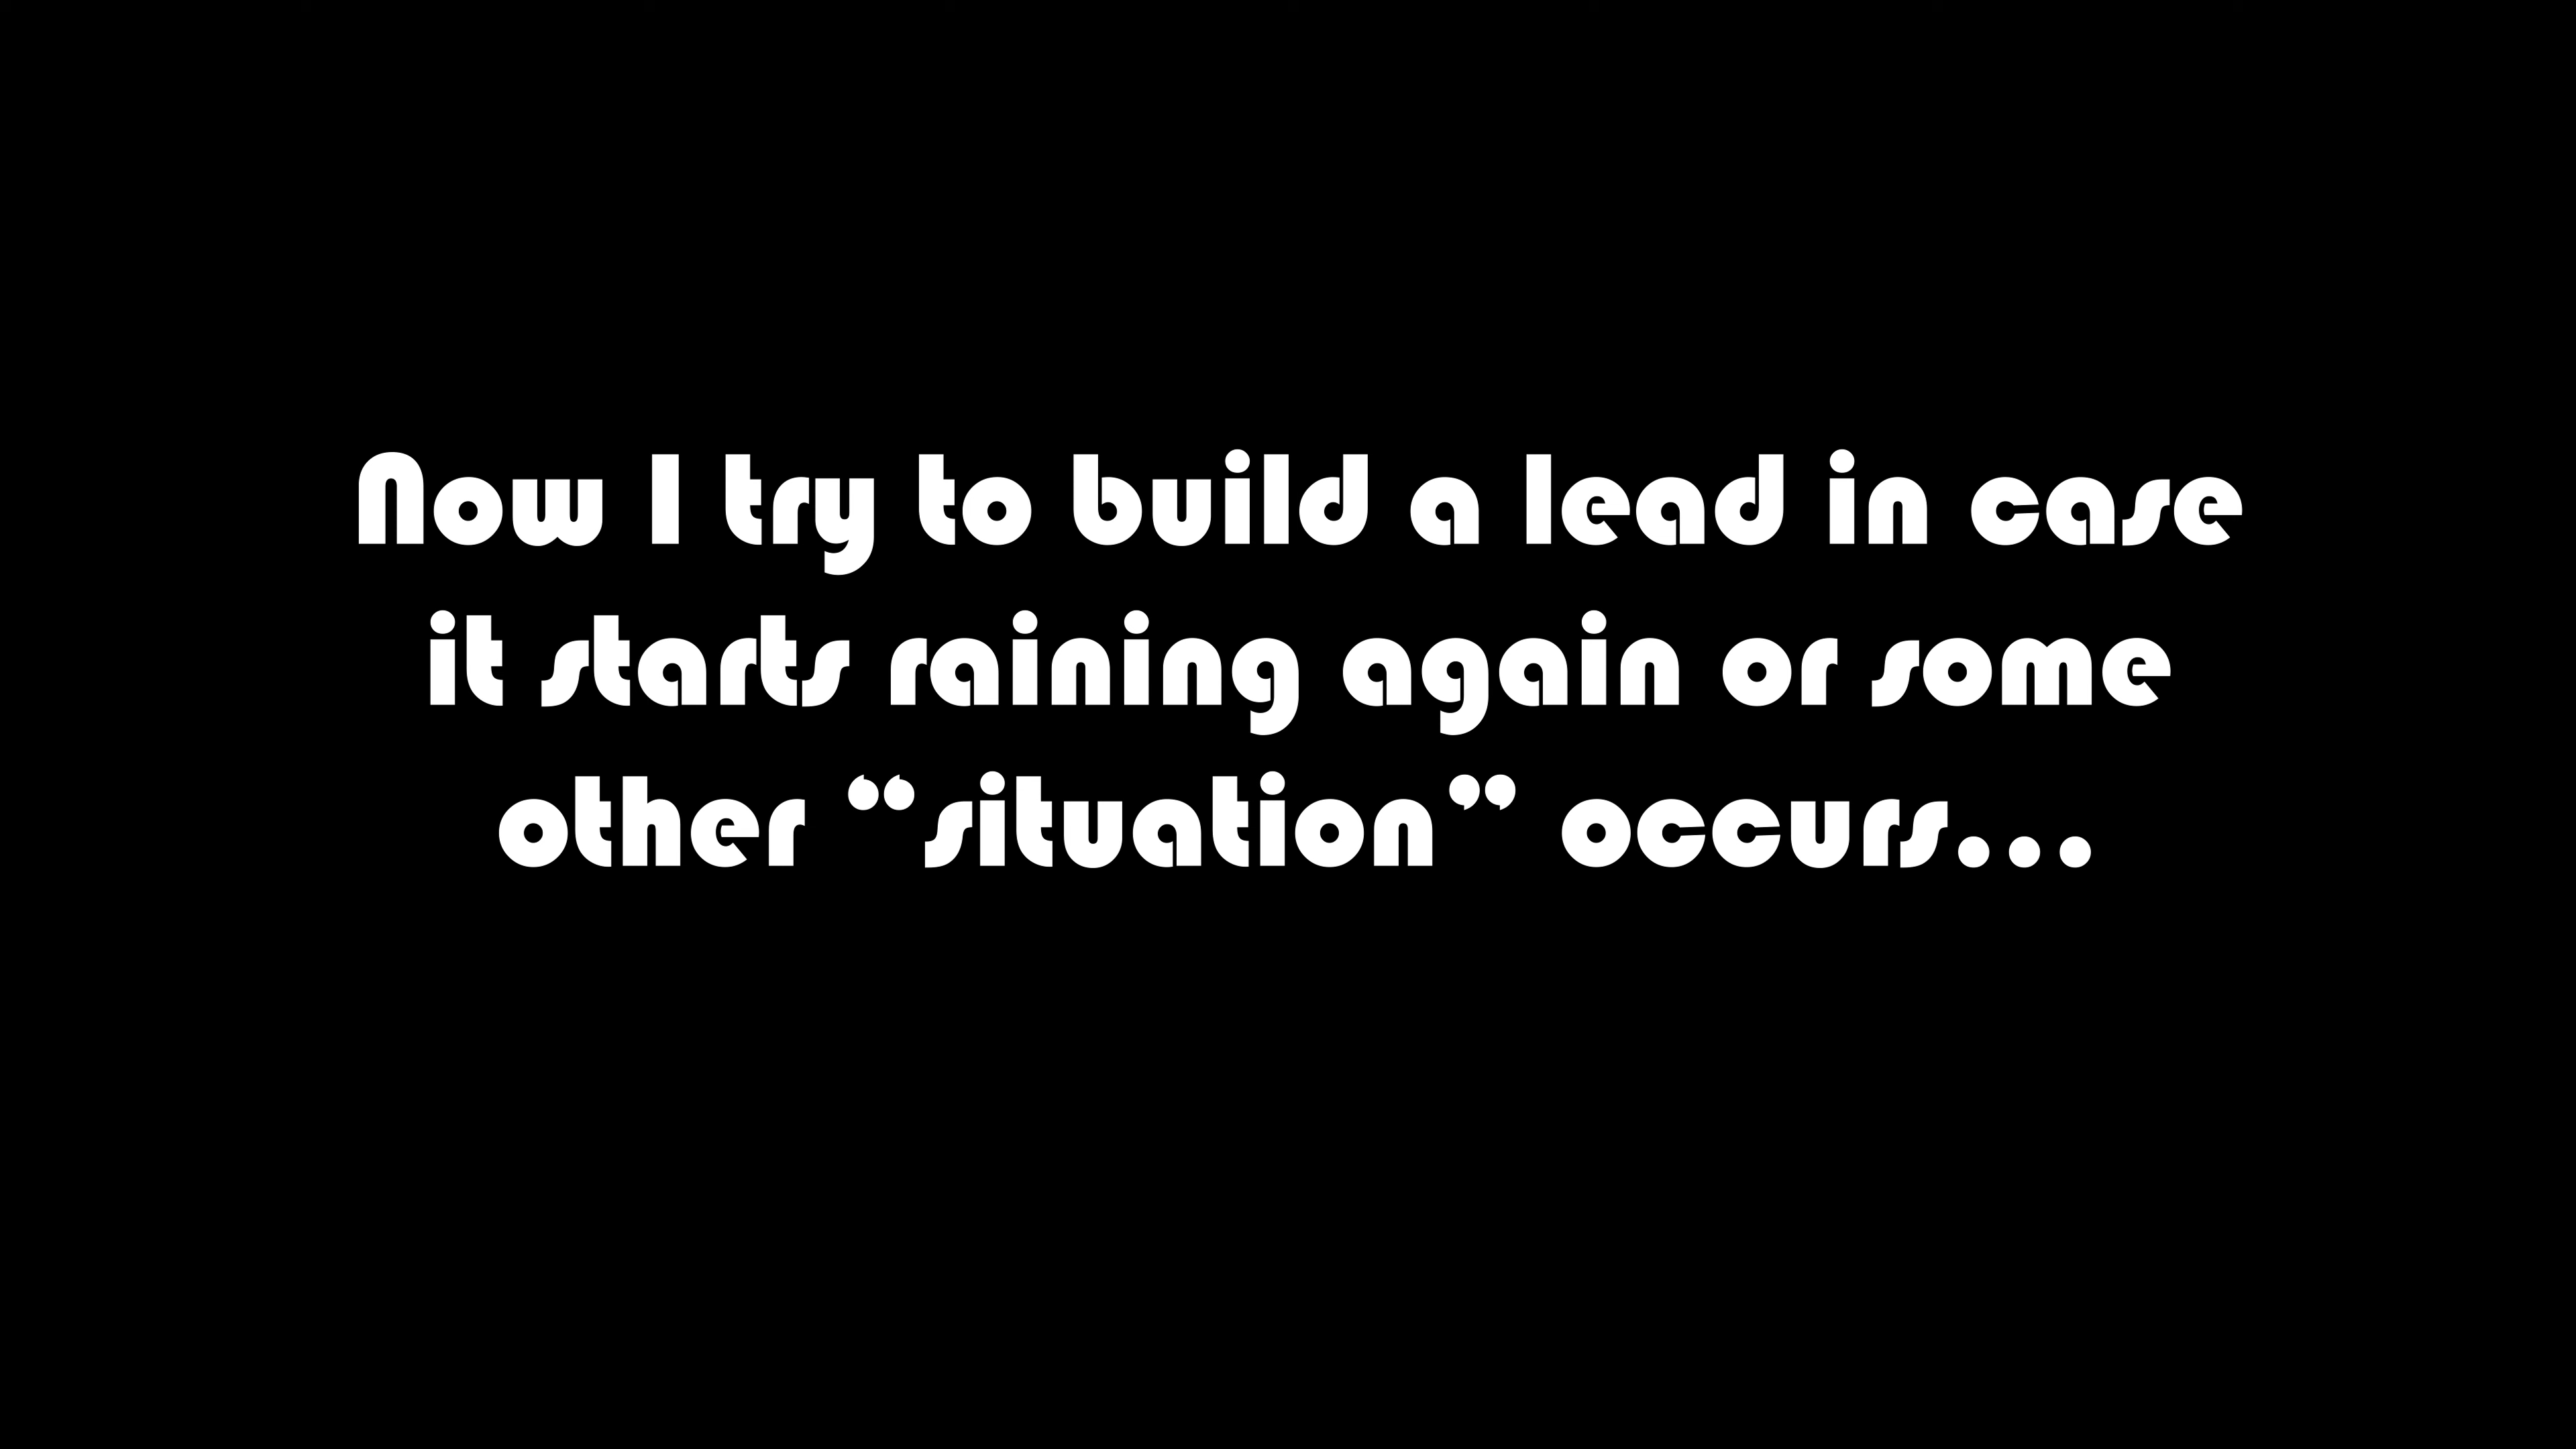 Now I try to build a lead in case
it starts raining again or some
other “situation” occurs...